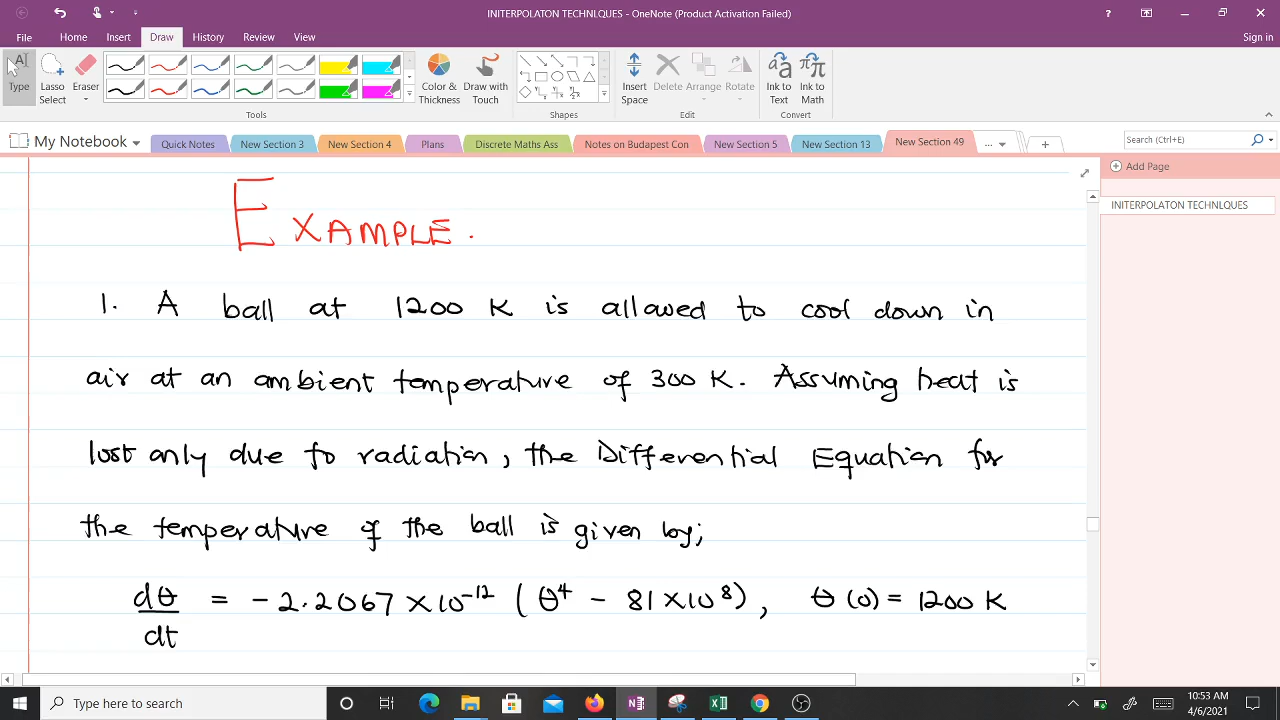 INITERPOLATON TECHNLQUES - OneNote (Product Activation Failed)
File Home Insert Draw History Review View Sign in
Type Lasso Select Eraser Color & Thickness Draw with Touch Insert Space Delete Arrange Rotate Ink to Text Ink to Math
Tools Shapes Edit Convert
My Notebook Quick Notes New Section 3 New Section 4 Plans Discrete Maths Ass Notes on Budapest Con New Section 5 New Section 13 New Section 49 ... Search (Ctrl+E)
Add Page
INITERPOLATON TECHNLQUES
EXAMPLE.
1. A ball at 1200 K is allowed to cool down in
air at an ambient temperature of 300 K. Assuming heat is
lost only due to radiation, the Differential Equation for
the temperature of the ball is given by;
dθ/dt = -2.2067 ×10⁻¹² (θ⁴ - 81×10⁸), θ(0) = 1200 K
Type here to search
10:53 AM
4/6/2021